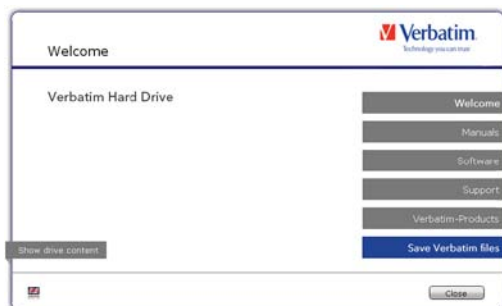 Verbatim
Technology you can trust
Welcome
Verbatim Hard Drive
Welcome
Manuals
Software
Support
Verbatim-Products
Show drive content
Save Verbatim files
Close